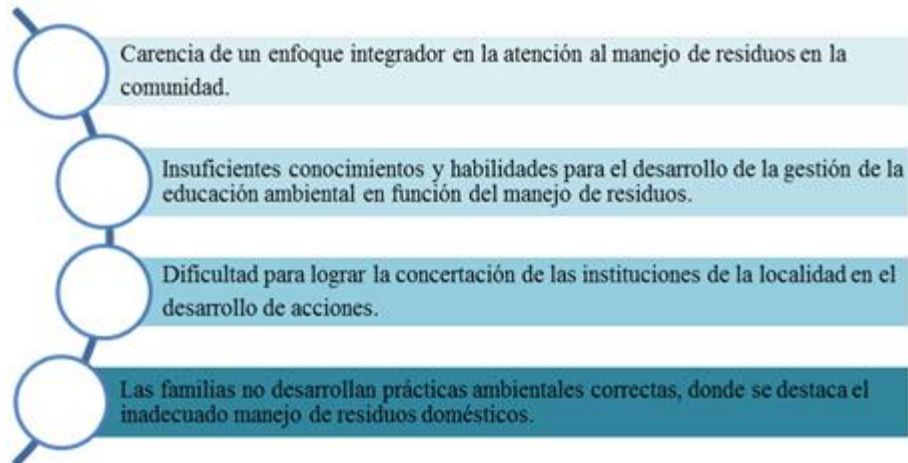 Carencia de un enfoque integrador en la atención al manejo de residuos en la
comunidad.
Insuficientes conocimientos y habilidades para el desarrollo de la gestión de la
educación ambiental en función del manejo de residuos.
Dificultad para lograr la concertación de las instituciones de la localidad en el
desarrollo de acciones.
Las familias no desarrollan prácticas ambientales correctas, donde se destaca el
inadecuado manejo de residuos domésticos.